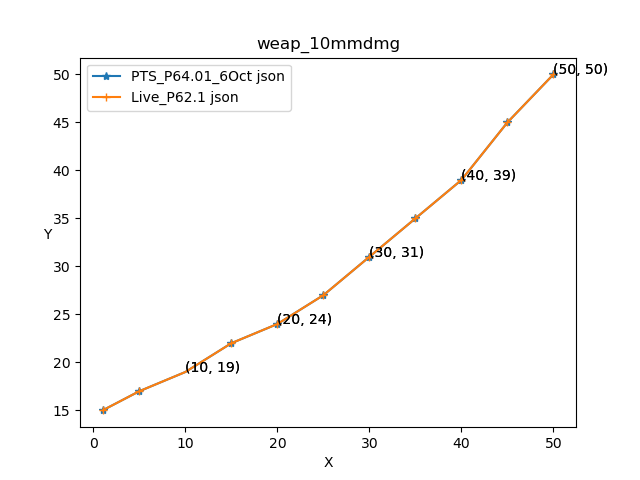 weap_10mmdmg
PTS_P64.01_6Oct json
Live_P62.1 json
50
45
40
35
30
25
20
15
Y
(50, 50)
(40, 39)
(30, 31)
(20, 24)
(10, 19)
0 10 20 30 40 50
X